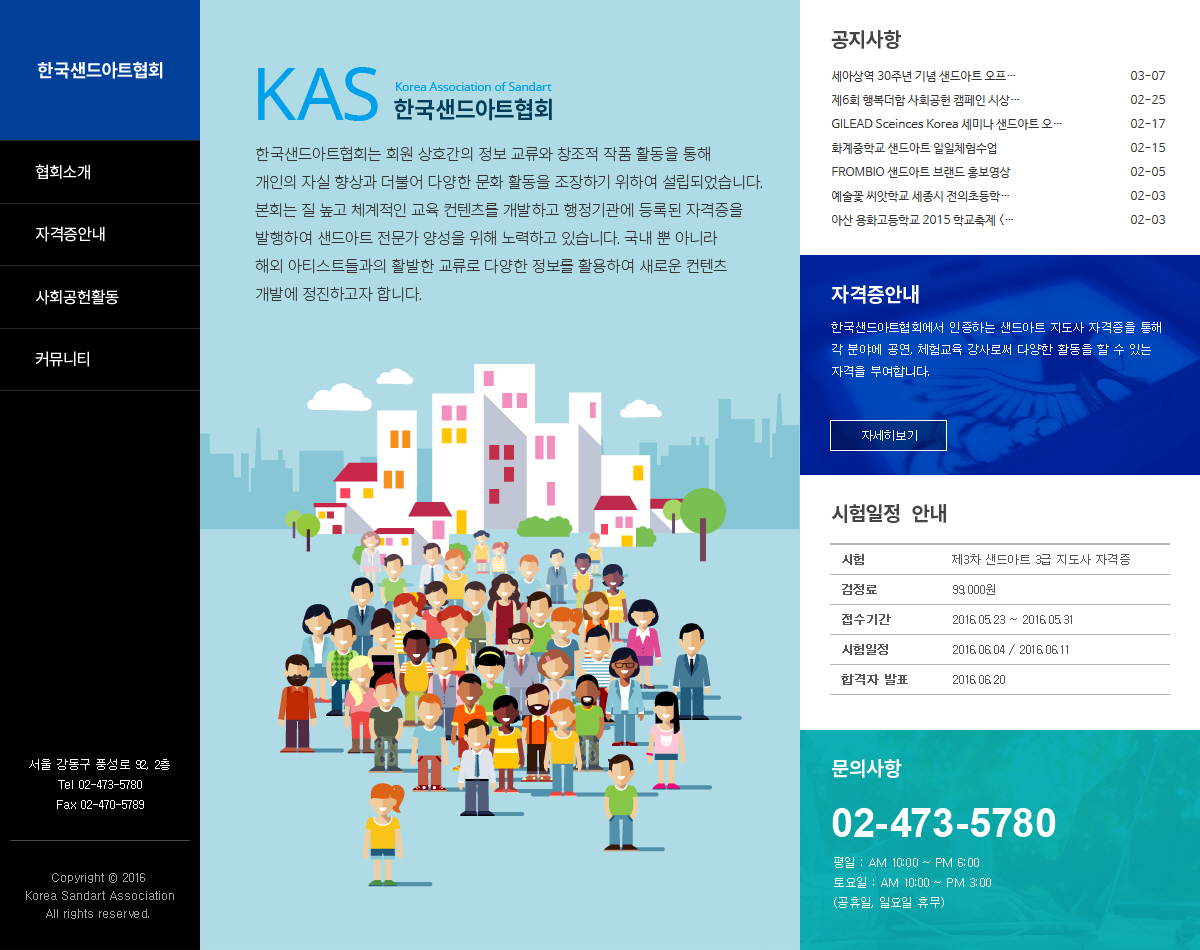 한국샌드아트협회
협회소개
자격증안내
사회공헌활동
커뮤니티
서울 강동구 풍성로 92, 2층
Tel 02-473-5780
Fax 02-470-5789
Copyright © 2016
Korea Sandart Association
All rights reserved.
KAS
Korea Association of Sandart
한국샌드아트협회
한국샌드아트협회는 회원 상호간의 정보 교류와 창조적 작품 활동을 통해
개인의 자실 향상과 더불어 다양한 문화 활동을 조장하기 위하여 설립되었습니다.
본회는 질 높고 체계적인 교육 컨텐츠를 개발하고 행정기관에 등록된 자격증을
발행하여 샌드아트 전문가 양성을 위해 노력하고 있습니다. 국내 뿐 아니라
해외 아티스트들과의 활발한 교류로 다양한 정보를 활용하여 새로운 컨텐츠
개발에 정진하고자 합니다.
공지사항
세아상역 30주년 기념 샌드아트 오프… 03-07
제6회 행복더함 사회공헌 캠페인 시상… 02-25
GILEAD Sceinces Korea 세미나 샌드아트 오… 02-17
화계중학교 샌드아트 일일체험수업 02-15
FROMBIO 샌드아트 브랜드 홍보영상 02-05
예술꽃 씨앗학교 세종시 전의초등학… 02-03
아산 용화고등학교 2015 학교축제 <… 02-03
자격증안내
한국샌드아트협회에서 인증하는 샌드아트 지도사 자격증을 통해
각 분야에 공연, 체험교육 강사로써 다양한 활동을 할 수 있는
자격을 부여합니다.
자세히보기
시험일정 안내
시험 제3차 샌드아트 3급 지도사 자격증
검정료 99,000원
접수기간 2016.05.23 ~ 2016.05.31
시험일정 2016.06.04 / 2016.06.11
합격자 발표 2016.06.20
문의사항
02-473-5780
평일 : AM 10:00 ~ PM 6:00
토요일 : AM 10:00 ~ PM 3:00
(공휴일, 일요일 휴무)